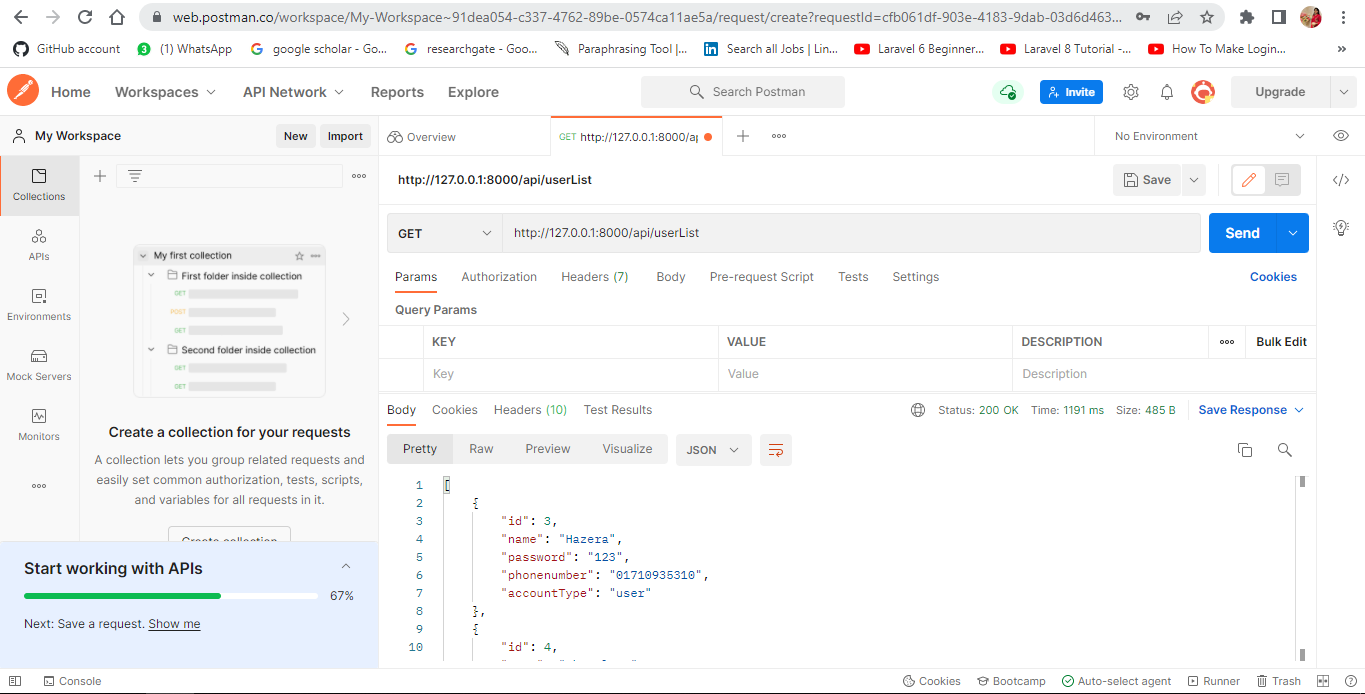 web.postman.co/workspace/My-Workspace~91dea054-c337-4762-89be-0574ca11ae5a/request/create?requestId=cfb061df-903e-4183-9dab-03d6d463...
GitHub account
3 (1) WhatsApp
google scholar - Go...
researchgate - Goo...
Paraphrasing Tool |...
Search all Jobs | Lin...
Laravel 6 Beginner...
Laravel 8 Tutorial -...
How To Make Login...
Home Workspaces API Network Reports Explore
Search Postman
Invite
Upgrade
My Workspace New Import
Overview
GET http://127.0.0.1:8000/ap
No Environment
Collections
APIs
Environments
Mock Servers
Monitors
My first collection
First folder inside collection
GET
POST
GET
Second folder inside collection
GET
GET
Create a collection for your requests
A collection lets you group related requests and
easily set common authorization, tests, scripts,
and variables for all requests in it.
Create collection
Start working with APIs
67%
Next: Save a request. Show me
http://127.0.0.1:8000/api/userList
Save
GET http://127.0.0.1:8000/api/userList Send
Params Authorization Headers (7) Body Pre-request Script Tests Settings Cookies
Query Params
KEY VALUE DESCRIPTION Bulk Edit
Key Value Description
Body Cookies Headers (10) Test Results
Status: 200 OK Time: 1191 ms Size: 485 B Save Response
Pretty Raw Preview Visualize JSON
1 [
2 {
3 "id": 3,
4 "name": "Hazera",
5 "password": "123",
6 "phonenumber": "01710935310",
7 "accountType": "user"
8 },
9 {
10 "id": 4,
Console
Cookies Bootcamp Auto-select agent Runner Trash